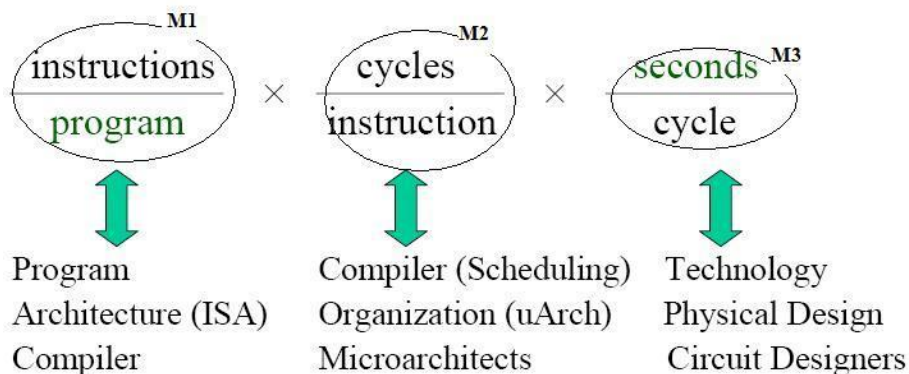 M1
instructions
program
×
M2
cycles
instruction
×
M3
seconds
cycle
Program
Architecture (ISA)
Compiler
Compiler (Scheduling)
Organization (uArch)
Microarchitects
Technology
Physical Design
Circuit Designers